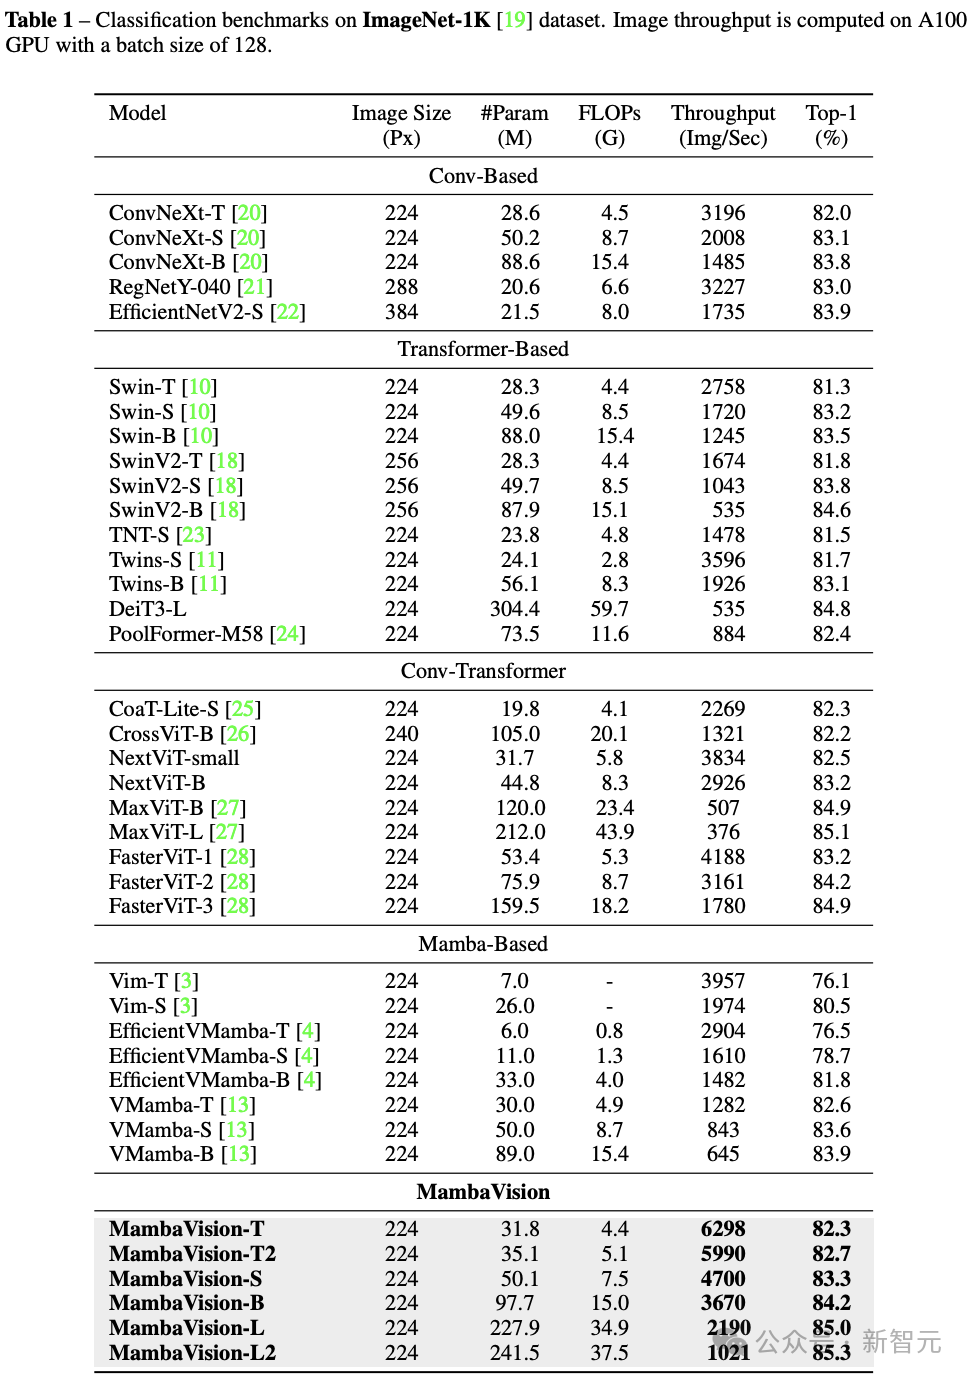 Table 1 – Classification benchmarks on ImageNet-1K [19] dataset. Image throughput is computed on A100
GPU with a batch size of 128.
Model Image Size #Param FLOPs Throughput Top-1
(Px) (M) (G) (Img/Sec) (%)
Conv-Based
ConvNeXt-T [20] 224 28.6 4.5 3196 82.0
ConvNeXt-S [20] 224 50.2 8.7 2008 83.1
ConvNeXt-B [20] 224 88.6 15.4 1485 83.8
RegNetY-040 [21] 288 20.6 6.6 3227 83.0
EfficientNetV2-S [22] 384 21.5 8.0 1735 83.9
Transformer-Based
Swin-T [10] 224 28.3 4.4 2758 81.3
Swin-S [10] 224 49.6 8.5 1720 83.2
Swin-B [10] 224 88.0 15.4 1245 83.5
SwinV2-T [18] 256 28.3 4.4 1674 81.8
SwinV2-S [18] 256 49.7 8.5 1043 83.8
SwinV2-B [18] 256 87.9 15.1 535 84.6
TNT-S [23] 224 23.8 4.8 1478 81.5
Twins-S [11] 224 24.1 2.8 3596 81.7
Twins-B [11] 224 56.1 8.3 1926 83.1
DeiT3-L 224 304.4 59.7 535 84.8
PoolFormer-M58 [24] 224 73.5 11.6 884 82.4
Conv-Transformer
CoaT-Lite-S [25] 224 19.8 4.1 2269 82.3
CrossViT-B [26] 240 105.0 20.1 1321 82.2
NextViT-small 224 31.7 5.8 3834 82.5
NextViT-B 224 44.8 8.3 2926 83.2
MaxViT-B [27] 224 120.0 23.4 507 84.9
MaxViT-L [27] 224 212.0 43.9 376 85.1
FasterViT-1 [28] 224 53.4 5.3 4188 83.2
FasterViT-2 [28] 224 75.9 8.7 3161 84.2
FasterViT-3 [28] 224 159.5 18.2 1780 84.9
Mamba-Based
Vim-T [3] 224 7.0 - 3957 76.1
Vim-S [3] 224 26.0 - 1974 80.5
EfficientVMamba-T [4] 224 6.0 0.8 2904 76.5
EfficientVMamba-S [4] 224 11.0 1.3 1610 78.7
EfficientVMamba-B [4] 224 33.0 4.0 1482 81.8
VMamba-T [13] 224 30.0 4.9 1282 82.6
VMamba-S [13] 224 50.0 8.7 843 83.6
VMamba-B [13] 224 89.0 15.4 645 83.9
MambaVision
MambaVision-T 224 31.8 4.4 6298 82.3
MambaVision-T2 224 35.1 5.1 5990 82.7
MambaVision-S 224 50.1 7.5 4700 83.3
MambaVision-B 224 97.7 15.0 3670 84.2
MambaVision-L 224 227.9 34.9 2190 85.0
公众号 · 新智元
MambaVision-L2 224 241.5 37.5 1021 85.3